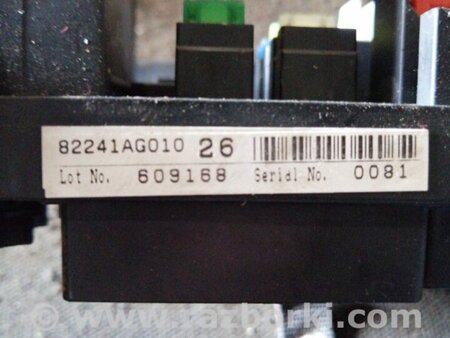 82241AG010 26
Lot No. 609168 Serial No. 0081
© www.razborki.com